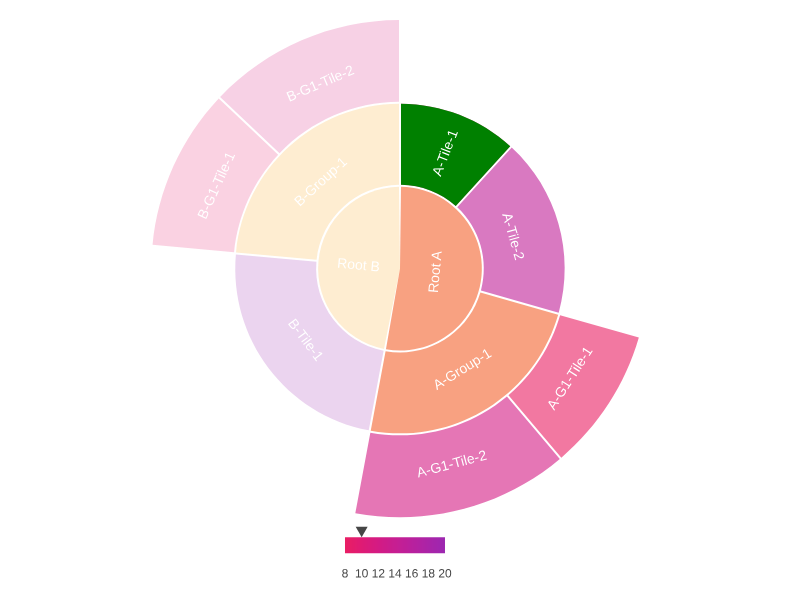 B-G1-Tile-2
A-Tile-1
B-G1-Tile-1
B-Group-1
A-Tile-2
Root B
Root A
B-Tile-1
A-Group-1
A-G1-Tile-1
A-G1-Tile-2
8 10 12 14 16 18 20